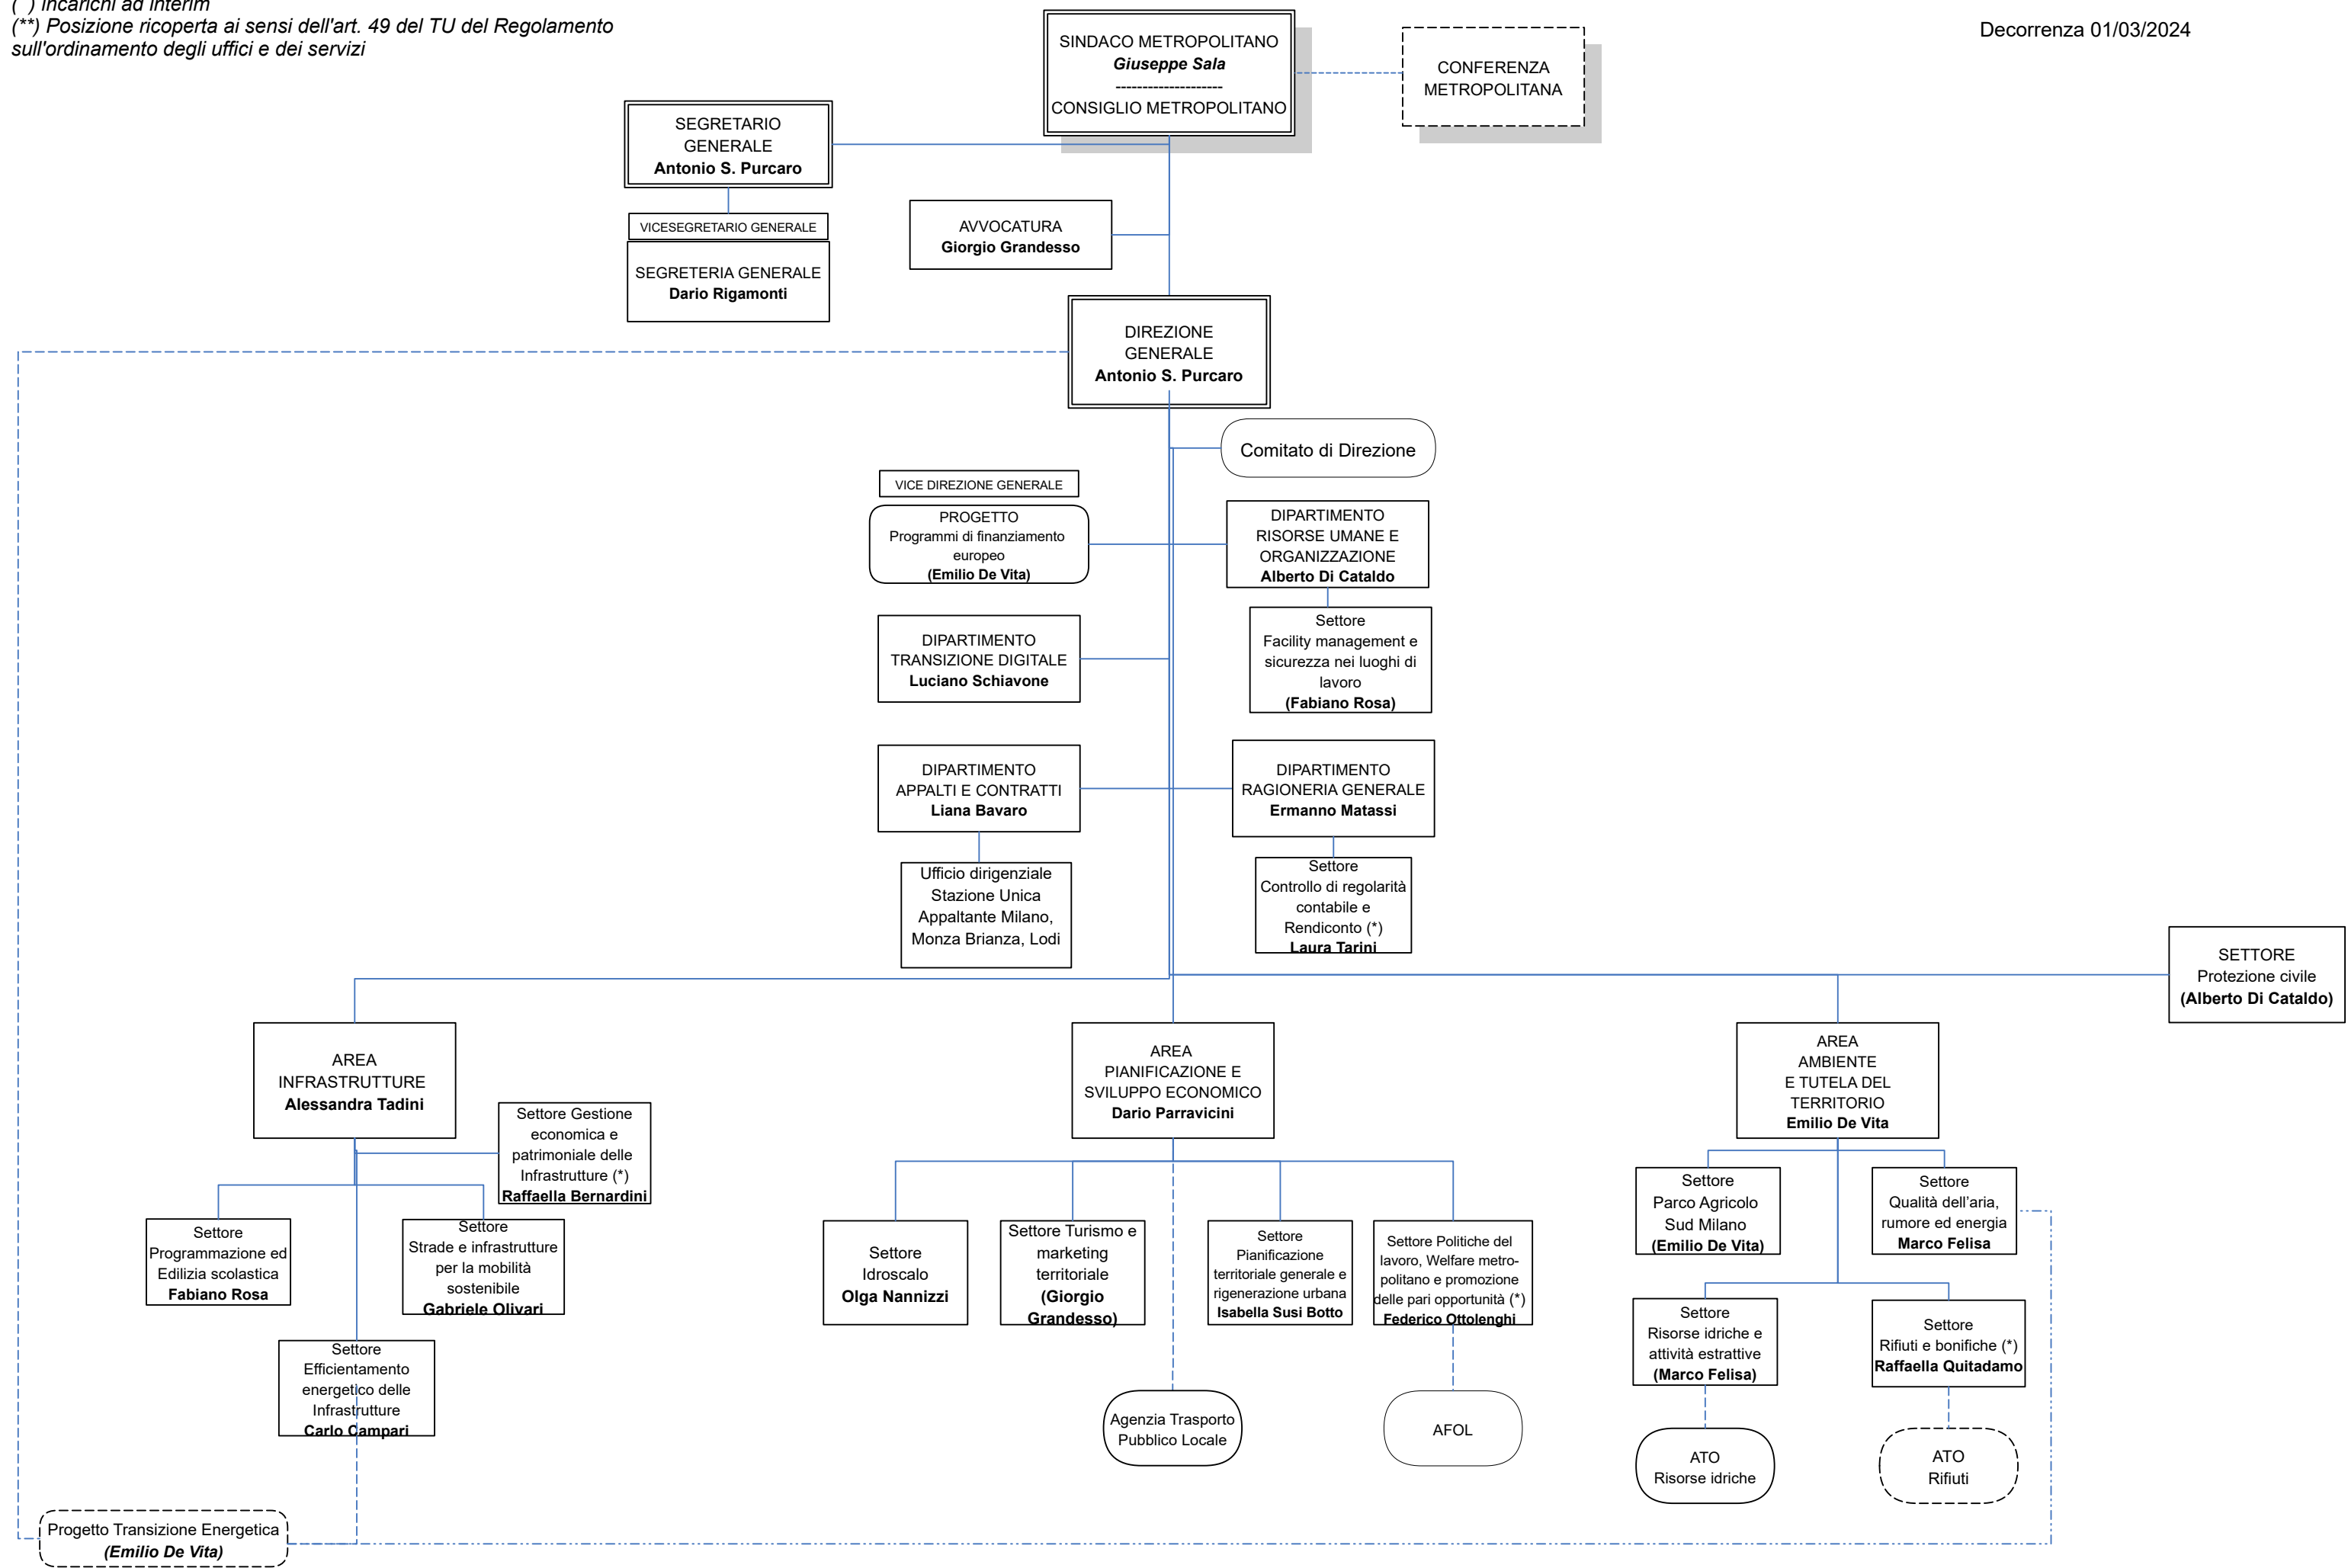 ( ) Incarichi ad interim
(**) Posizione ricoperta ai sensi dell'art. 49 del TU del Regolamento
sull'ordinamento degli uffici e dei servizi
Decorrenza 01/03/2024
SINDACO METROPOLITANO
Giuseppe Sala
---------------------
CONSIGLIO METROPOLITANO
CONFERENZA
METROPOLITANA
SEGRETARIO
GENERALE
Antonio S. Purcaro
VICESEGRETARIO GENERALE
SEGRETERIA GENERALE
Dario Rigamonti
AVVOCATURA
Giorgio Grandesso
DIREZIONE
GENERALE
Antonio S. Purcaro
Comitato di Direzione
VICE DIREZIONE GENERALE
PROGETTO
Programmi di finanziamento
europeo
(Emilio De Vita)
DIPARTIMENTO
RISORSE UMANE E
ORGANIZZAZIONE
Alberto Di Cataldo
DIPARTIMENTO
TRANSIZIONE DIGITALE
Luciano Schiavone
Settore
Facility management e
sicurezza nei luoghi di
lavoro
(Fabiano Rosa)
DIPARTIMENTO
APPALTI E CONTRATTI
Liana Bavaro
DIPARTIMENTO
RAGIONERIA GENERALE
Ermanno Matassi
Ufficio dirigenziale
Stazione Unica
Appaltante Milano,
Monza Brianza, Lodi
Settore
Controllo di regolarità
contabile e
Rendiconto (*)
Laura Tarini
SETTORE
Protezione civile
(Alberto Di Cataldo)
AREA
INFRASTRUTTURE
Alessandra Tadini
AREA
PIANIFICAZIONE E
SVILUPPO ECONOMICO
Dario Parravicini
AREA
AMBIENTE
E TUTELA DEL
TERRITORIO
Emilio De Vita
Settore Gestione
economica e
patrimoniale delle
Infrastrutture (*)
Raffaella Bernardini
Settore
Programmazione ed
Edilizia scolastica
Fabiano Rosa
Settore
Strade e infrastrutture
per la mobilità
sostenibile
Gabriele Olivari
Settore
Efficientamento
energetico delle
Infrastrutture
Carlo Campari
Settore
Idroscalo
Olga Nannizzi
Settore Turismo e
marketing
territoriale
(Giorgio
Grandesso)
Settore
Pianificazione
territoriale generale e
rigenerazione urbana
Isabella Susi Botto
Settore Politiche del
lavoro, Welfare metro-
politano e promozione
delle pari opportunità (*)
Federico Ottolenghi
Settore
Parco Agricolo
Sud Milano
(Emilio De Vita)
Settore
Qualità dell’aria,
rumore ed energia
Marco Felisa
Settore
Risorse idriche e
attività estrattive
(Marco Felisa)
Settore
Rifiuti e bonifiche (*)
Raffaella Quitadamo
Agenzia Trasporto
Pubblico Locale
AFOL
ATO
Risorse idriche
ATO
Rifiuti
Progetto Transizione Energetica
(Emilio De Vita)